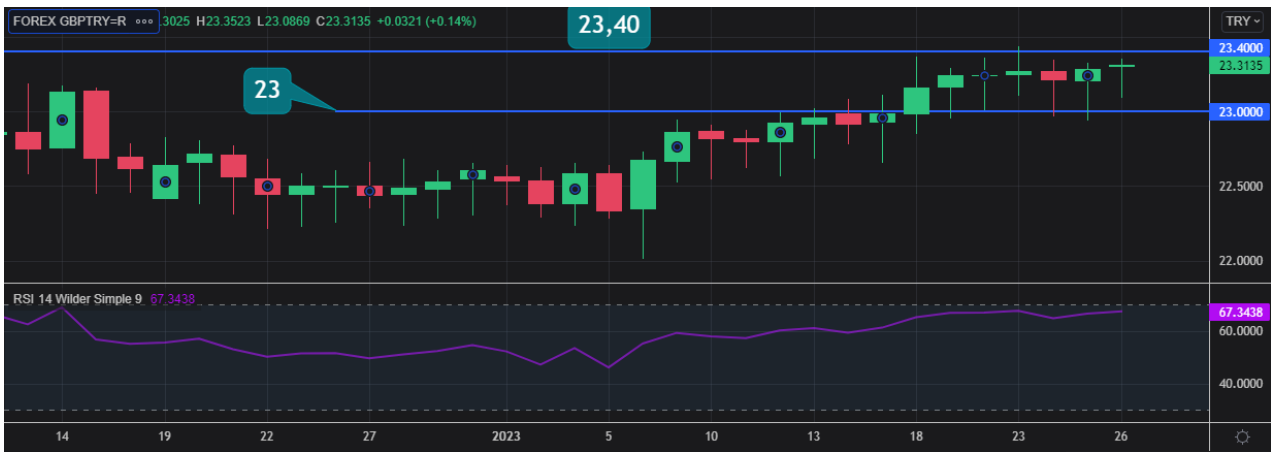 FOREX GBPTRY=R ooo .3025 H23.3523 L23.0869 C23.3135 +0.0321 (+0.14%)
23,40
TRY
23.4000
23.3135
23
23.0000
22.5000
22.0000
RSI 14 Wilder Simple 9 67.3438
67.3438
60.0000
40.0000
14 19 22 27 2023 5 10 13 18 23 26